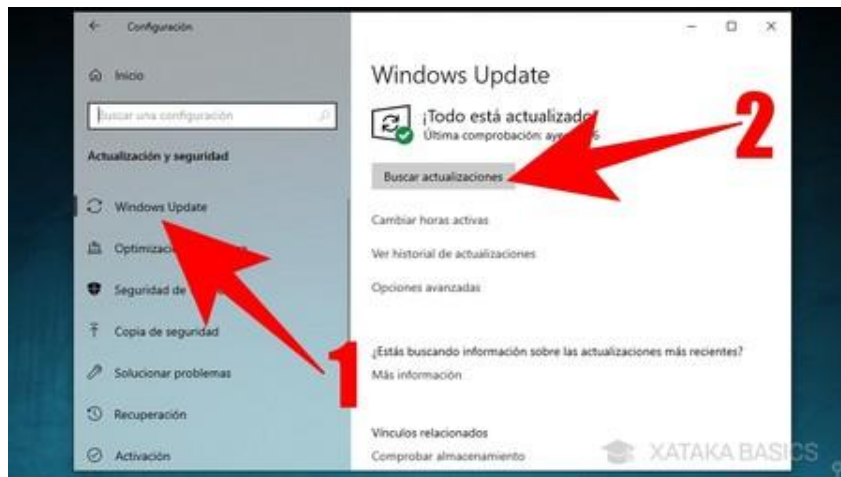 Configuración
Inicio
Buscar una configuración
Actualización y seguridad
Windows Update
Optimizac
Seguridad de
Copia de seguridad
Solucionar problemas
Recuperación
Activación
1
Windows Update
¡Todo está actualizado!
Última comprobación: aye
2
Buscar actualizaciones
Cambiar horas activas
Ver historial de actualizaciones
Opciones avanzadas
¿Estás buscando información sobre las actualizaciones más recientes?
Más información
Vínculos relacionados
Comprobar almacenamiento
XATAKA BASICS